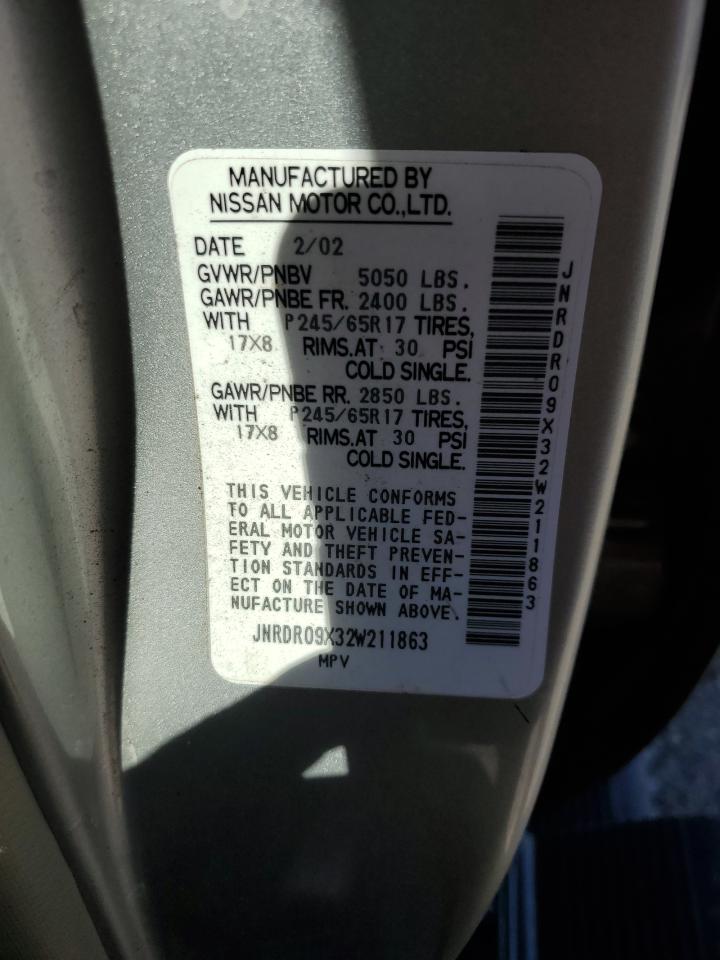 MANUFACTURED BY
NISSAN MOTOR CO.,LTD.
DATE 2/02
GVWR/PNBV 5050 LBS.
GAWR/PNBE FR. 2400 LBS.
WITH P245/65R17 TIRES,
17X8 RIMS.AT 30 PSI
COLD SINGLE.
GAWR/PNBE RR. 2850 LBS.
WITH P245/65R17 TIRES,
17X8 RIMS.AT 30 PSI
COLD SINGLE.
THIS VEHICLE CONFORMS
TO ALL APPLICABLE FED-
ERAL MOTOR VEHICLE SA-
FETY AND THEFT PREVEN-
TION STANDARDS IN EFF-
ECT ON THE DATE OF MA-
NUFACTURE SHOWN ABOVE.
JNRDR09X32W211863
MPV
JNRDR09X32W211863